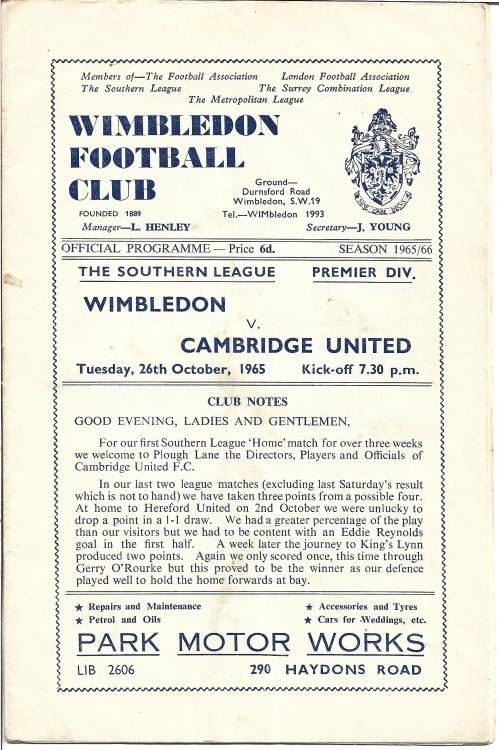 Members of—The Football Association London Football Association
The Southern League The Surrey Combination League
The Metropolitan League
WIMBLEDON
FOOTBALL
CLUB
FOUNDED 1889
Ground—
Durnsford Road
Wimbledon, S.W.19
Tel.—WIMbledon 1993
Manager—L. HENLEY Secretary—J. YOUNG
OFFICIAL PROGRAMME — Price 6d. SEASON 1965/66
THE SOUTHERN LEAGUE PREMIER DIV.
WIMBLEDON
V.
CAMBRIDGE UNITED
Tuesday, 26th October, 1965 Kick-off 7.30 p.m.
CLUB NOTES
GOOD EVENING, LADIES AND GENTLEMEN,
For our first Southern League 'Home' match for over three weeks
we welcome to Plough Lane the Directors, Players and Officials of
Cambridge United F.C.
In our last two league matches (excluding last Saturday's result
which is not to hand) we have taken three points from a possible four.
At home to Hereford United on 2nd October we were unlucky to
drop a point in a 1-1 draw. We had a greater percentage of the play
than our visitors but we had to be content with an Eddie Reynolds
goal in the first half. A week later the journey to King's Lynn
produced two points. Again we only scored once, this time through
Gerry O'Rourke but this proved to be the winner as our defence
played well to hold the home forwards at bay.
★ Repairs and Maintenance ★ Accessories and Tyres
★ Petrol and Oils ★ Cars for Weddings, etc.
PARK MOTOR WORKS
LIB 2606 290 HAYDONS ROAD